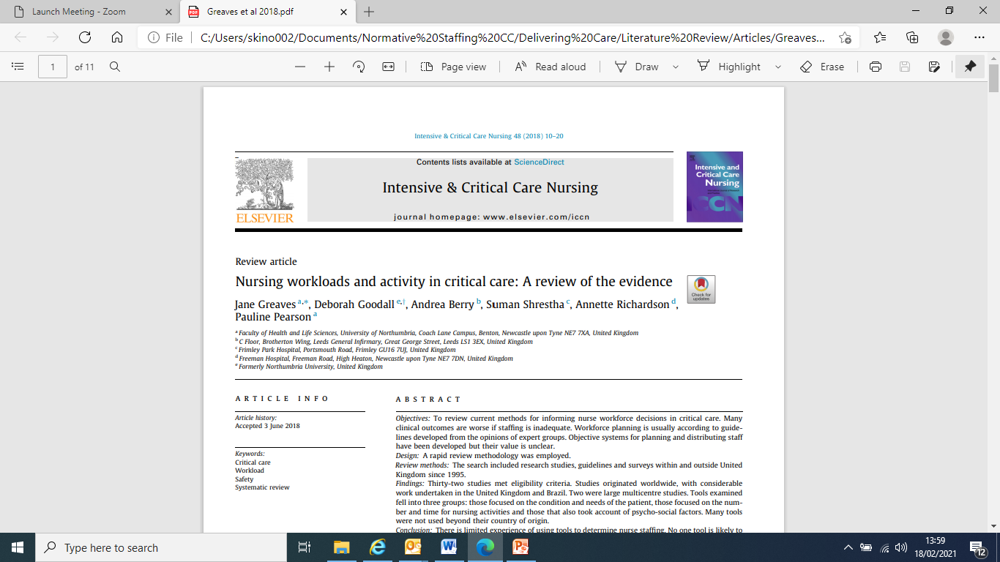 Launch Meeting - Zoom
Greaves et al 2018.pdf
File
C:/Users/skino002/Documents/Normative%20Staffing%20CC/Delivering%20Care/Literature%20Review/Articles/Greaves...
1 of 11
Page view
Read aloud
Draw
Highlight
Erase
Intensive & Critical Care Nursing 48 (2018) 10–20
Contents lists available at ScienceDirect
Intensive & Critical Care Nursing
journal homepage: www.elsevier.com/iccn
ELSEVIER
Intensive and
Critical Care
Nursing
Review article
Nursing workloads and activity in critical care: A review of the evidence
Check for
updates
Jane Greaves a,*, Deborah Goodall e,†, Andrea Berry b, Suman Shrestha c, Annette Richardson d,
Pauline Pearson a
a Faculty of Health and Life Sciences, University of Northumbria, Coach Lane Campus, Benton, Newcastle upon Tyne NE7 7XA, United Kingdom
b C Floor, Brotherton Wing, Leeds General Infirmary, Great George Street, Leeds LS1 3EX, United Kingdom
c Frimley Park Hospital, Portsmouth Road, Frimley GU16 7UJ, United Kingdom
d Freeman Hospital, Freeman Road, High Heaton, Newcastle upon Tyne NE7 7DN, United Kingdom
e Formerly Northumbria University, United Kingdom
ARTICLE INFO
Article history:
Accepted 3 June 2018
Keywords:
Critical care
Workload
Safety
Systematic review
ABSTRACT
Objectives: To review current methods for informing nurse workforce decisions in critical care. Many
clinical outcomes are worse if staffing is inadequate. Workforce planning is usually according to guide-
lines developed from the opinions of expert groups. Objective systems for planning and distributing staff
have been developed but their value is unclear.
Design: A rapid review methodology was employed.
Review methods: The search included research studies, guidelines and surveys within and outside United
Kingdom since 1995.
Findings: Thirty-two studies met eligibility criteria. Studies originated worldwide, with considerable
work undertaken in the United Kingdom and Brazil. Two were large multicentre studies. Tools examined
fell into three groups: those focused on the condition and needs of the patient, those focused on the num-
ber and time for nursing activities and those that also took account of psycho-social factors. Many tools
were not used beyond their country of origin.
Conclusion: There is limited experience of using tools to determine nurse staffing. No one tool is likely to
Type here to search
13:59
18/02/2021
12